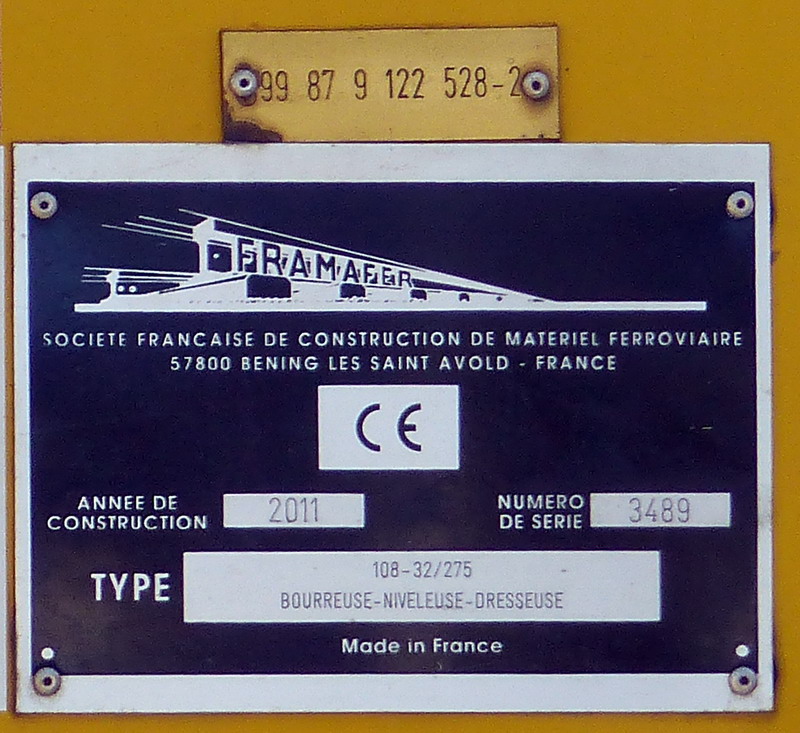 99 87 9 122 528-2
FRAMAFER
SOCIETE FRANCAISE DE CONSTRUCTION DE MATERIEL FERROVIAIRE
57800 BENING LES SAINT AVOLD - FRANCE
CE
ANNEE DE
CONSTRUCTION
2011
NUMERO
DE SERIE
3489
TYPE
108-32/275
BOURREUSE-NIVELEUSE-DRESSEUSE
Made in France